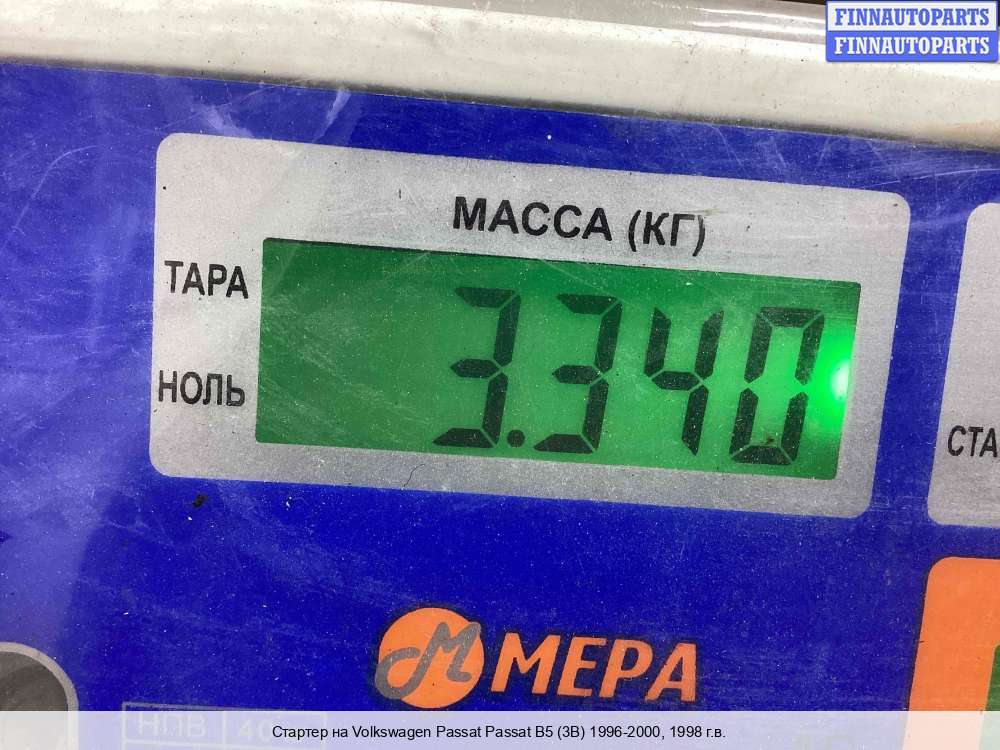 FINNAUTOPARTS
FINNAUTOPARTS
МАССА (КГ)
ТАРА
3.340
НОЛЬ
СТА
МЕРА
НПВ 40
Стартер на Volkswagen Passat Passat B5 (3B) 1996-2000, 1998 г.в.